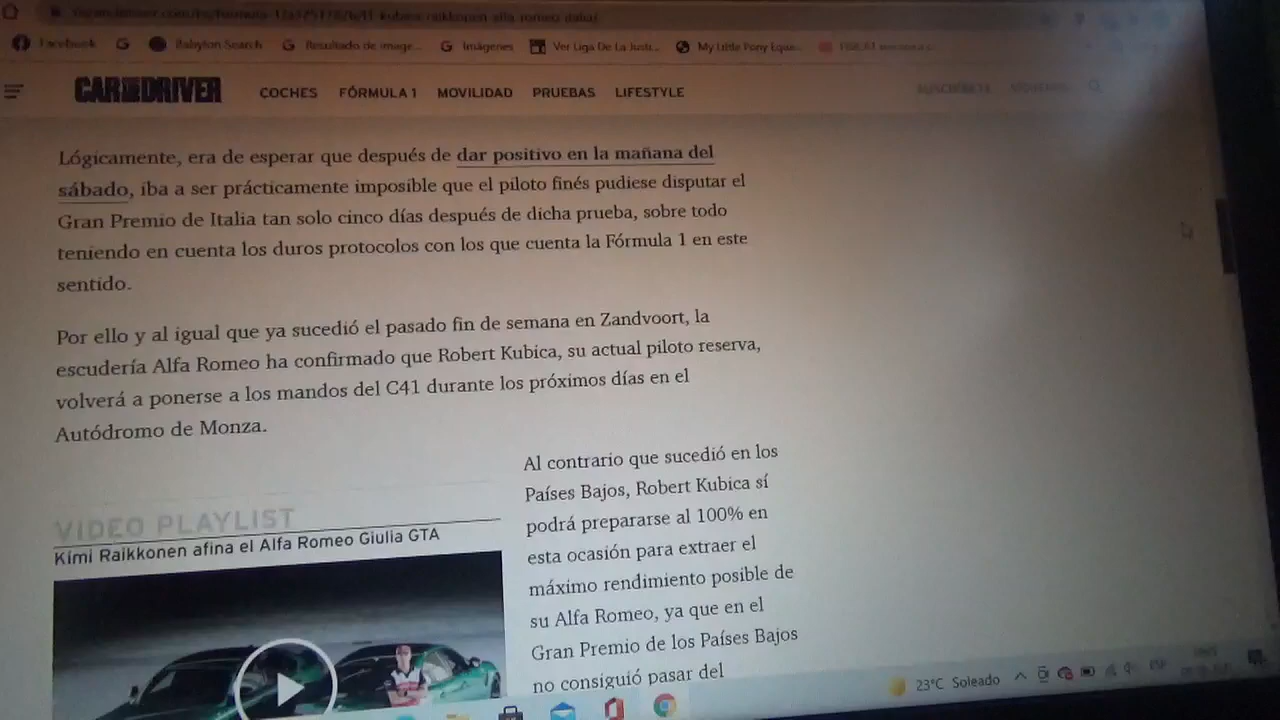 Facebook
Babylon Search
Resultado de image...
Imágenes
Ver Liga De La Justi...
My Little Pony Eque...
CAR AND DRIVER
COCHES FÓRMULA 1 MOVILIDAD PRUEBAS LIFESTYLE
SUSCRÍBETE SÍGUENOS
Lógicamente, era de esperar que después de dar positivo en la mañana del
sábado, iba a ser prácticamente imposible que el piloto finés pudiese disputar el
Gran Premio de Italia tan solo cinco días después de dicha prueba, sobre todo
teniendo en cuenta los duros protocolos con los que cuenta la Fórmula 1 en este
sentido.
Por ello y al igual que ya sucedió el pasado fin de semana en Zandvoort, la
escudería Alfa Romeo ha confirmado que Robert Kubica, su actual piloto reserva,
volverá a ponerse a los mandos del C41 durante los próximos días en el
Autódromo de Monza.
VIDEO PLAYLIST
Kimi Raikkonen afina el Alfa Romeo Giulia GTA
Al contrario que sucedió en los
Países Bajos, Robert Kubica sí
podrá prepararse al 100% en
esta ocasión para extraer el
máximo rendimiento posible de
su Alfa Romeo, ya que en el
Gran Premio de los Países Bajos
no consiguió pasar del
23°C Soleado
ESP